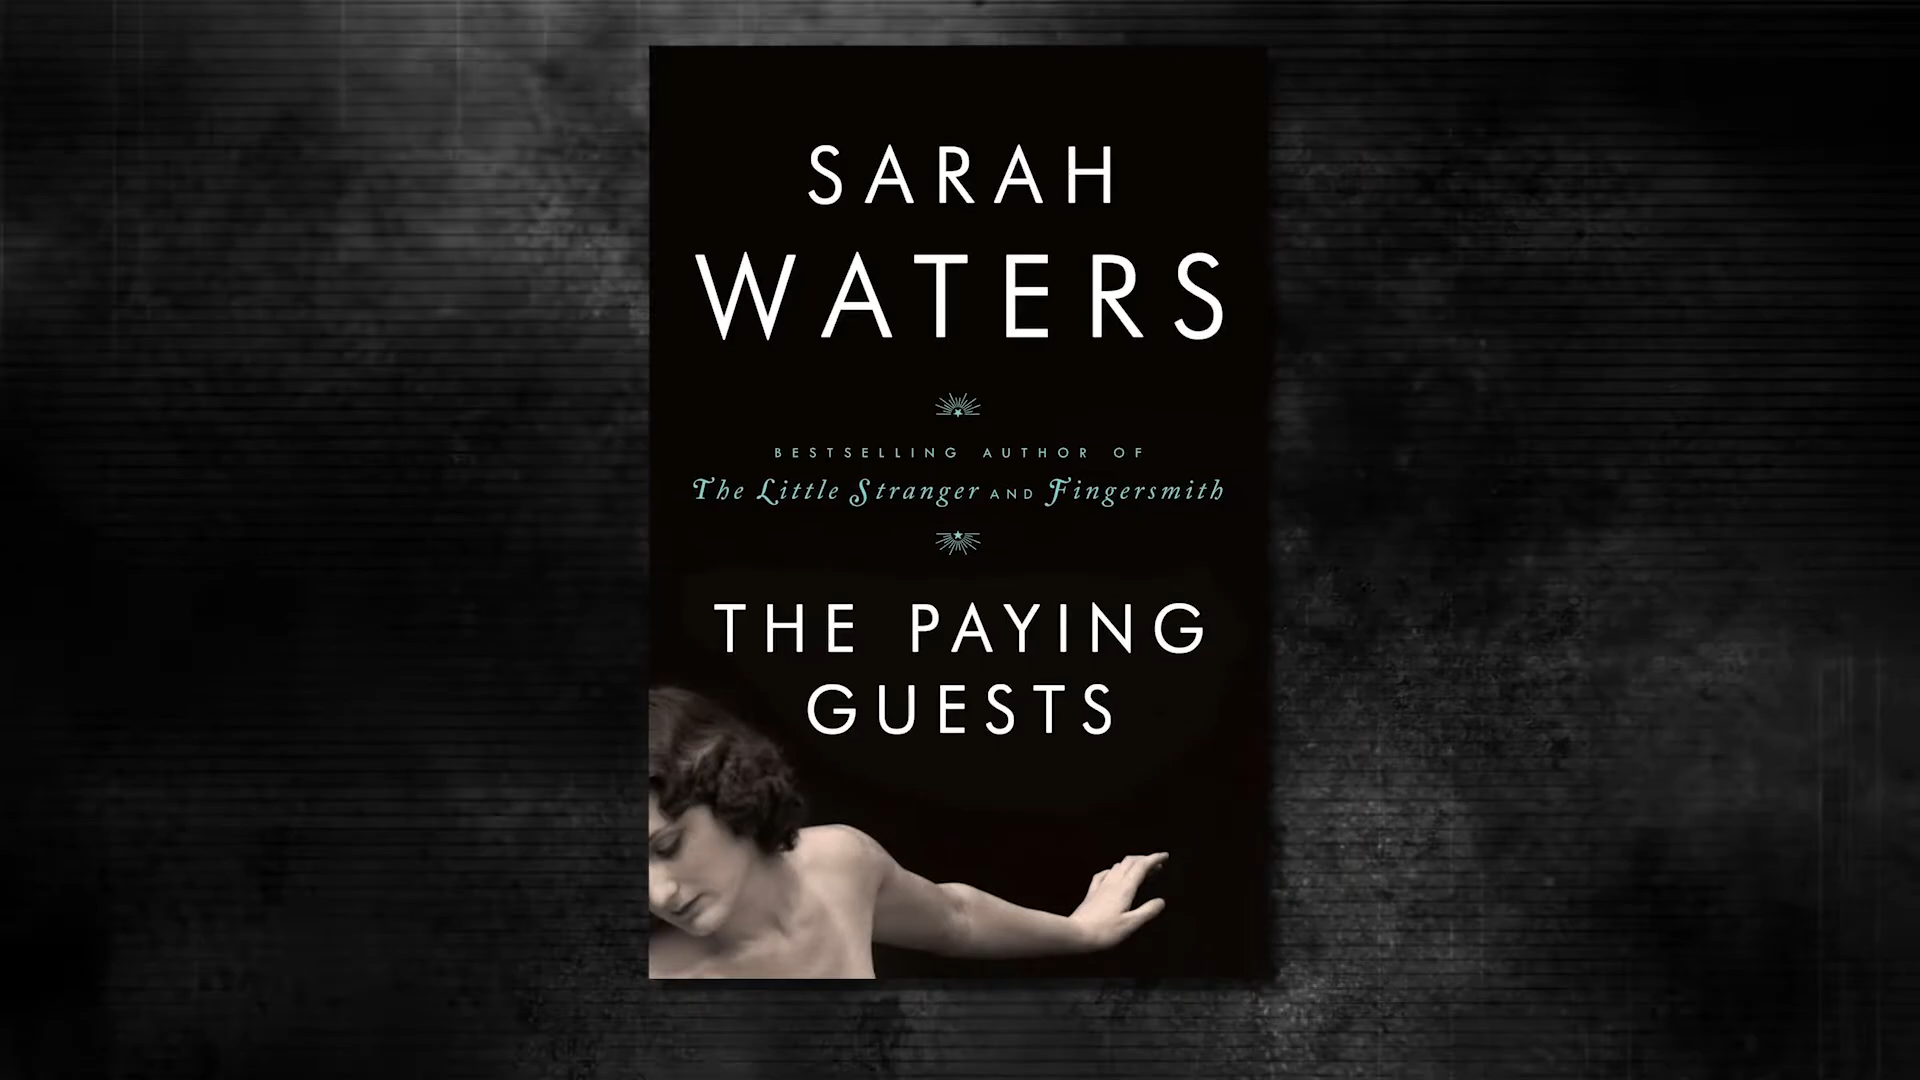 SARAH
WATERS
BESTSELLING AUTHOR OF
The Little Stranger AND Fingersmith
THE PAYING
GUESTS